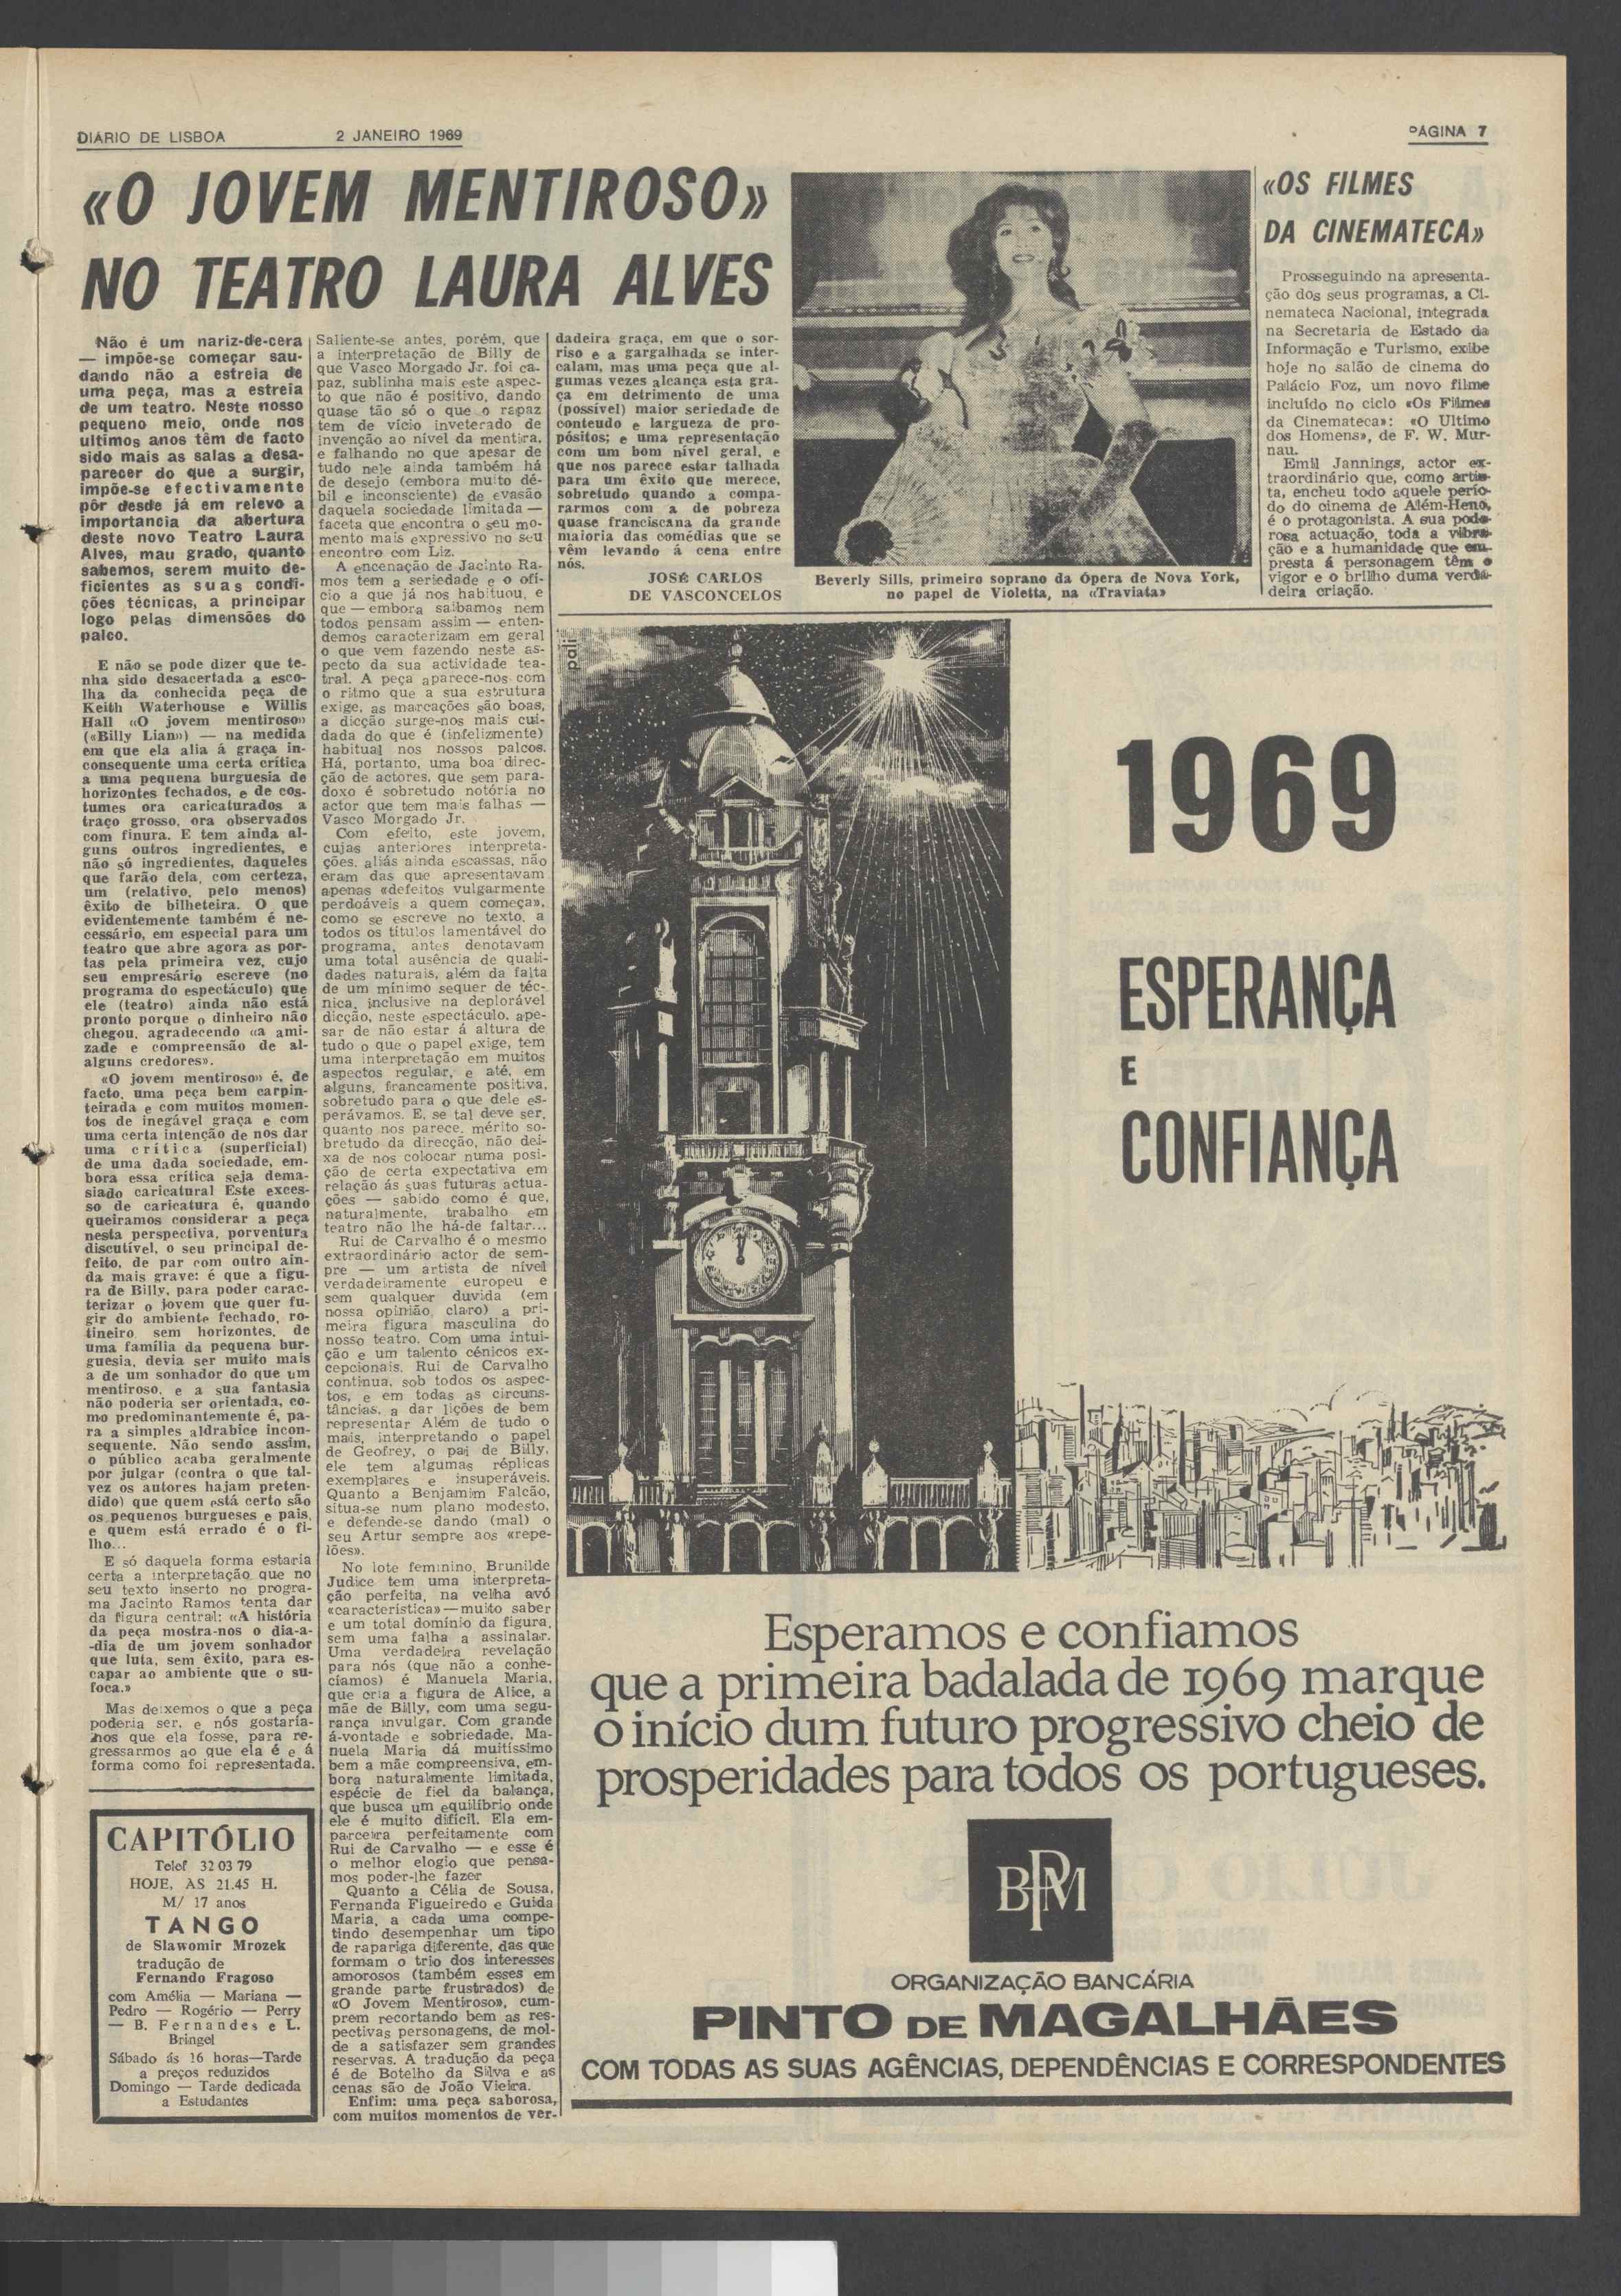 DIÁRIO DE LISBOA 2 JANEIRO 1969
PÁGINA 7
«O JOVEM MENTIROSO»
NO TEATRO LAURA ALVES
Não é um nariz-de-cera
— impõe-se começar sau-
dando não a estreia de
uma peça, mas a estreia
de um teatro. Neste nosso
pequeno meio, onde nos
ultimos anos têm de facto
sido mais as salas a desa-
parecer do que a surgir,
impõe-se efectivamente
pôr desde já em relevo a
importancia da abertura
deste novo Teatro Laura
Alves, mau grado, quanto
sabemos, serem muito de-
ficientes as suas condi-
ções técnicas, a principar
logo pelas dimensões do
palco.
E não se pode dizer que te-
nha sido desacertada a esco-
lha da conhecida peça de
Keith Waterhouse e Willis
Hall «O jovem mentiroso»
(«Billy Lian») — na medida
em que ela alia á graça in-
consequente uma certa crítica
a uma pequena burguesia de
horizontes fechados, e de cos-
tumes ora caricaturados a
traço grosso, ora observados
com finura. E tem ainda al-
guns outros ingredientes, e
não só ingredientes, daqueles
que farão dela, com certeza,
um (relativo, pelo menos)
êxito de bilheteira. O que
evidentemente também é ne-
cessário, em especial para um
teatro que abre agora as por-
tas pela primeira vez, cujo
seu empresário escreve (no
programa do espectáculo) que
ele (teatro) ainda não está
pronto porque o dinheiro não
chegou, agradecendo «a ami-
zade e compreensão de al-
alguns credores».
«O jovem mentiroso» é, de
facto, uma peça bem carpin-
teirada e com muitos momen-
tos de inegável graça e com
uma certa intenção de nos dar
uma crítica (superficial)
de uma dada sociedade, em-
bora essa crítica seja dema-
siado caricatural Este exces-
so de caricatura é, quando
queiramos considerar a peça
nesta perspectiva, porventura
discutível, o seu principal de-
feito, de par com outro ain-
da mais grave: é que a figu-
ra de Billy, para poder carac-
terizar o jovem que quer fu-
gir do ambiente fechado, ro-
tineiro sem horizontes, de
uma família da pequena bur-
guesia, devia ser muito mais
a de um sonhador do que um
mentiroso, e a sua fantasia
não poderia ser orientada, co-
mo predominantemente é, pa-
ra a simples aldrabice incon-
sequente. Não sendo assim,
o público acaba geralmente
por julgar (contra o que tal-
vez os autores hajam preten-
dido) que quem está certo são
os pequenos burgueses e pais,
e quem está errado é o fi-
lho...
E só daquela forma estaria
certa a interpretação que no
seu texto inserto no progra-
ma Jacinto Ramos tenta dar
da figura central: «A história
da peça mostra-nos o dia-a-
-dia de um jovem sonhador
que luta, sem êxito, para es-
capar ao ambiente que o su-
foca.»
Mas deixemos o que a peça
poderia ser, e nós gostaría-
mos que ela fosse, para re-
gressarmos ao que ela é e á
forma como foi representada.
CAPITÓLIO
Telef 32 03 79
HOJE, AS 21.45 H.
M/ 17 anos
TANGO
de Slawomir Mrozek
tradução de
Fernando Fragoso
com Amélia — Mariana —
Pedro — Rogério — Perry
— B. Fernandes e L.
Bringel
Sábado ás 16 horas—Tarde
a preços reduzidos
Domingo — Tarde dedicada
a Estudantes
Saliente-se antes, porém, que
a interpretação de Billy de
que Vasco Morgado Jr. foi ca-
paz, sublinha mais este aspec-
to que não é positivo, dando
quase tão só o que o rapaz
tem de vício inveterado de
invenção ao nível da mentira,
e falhando no que apesar de
tudo nele ainda também há
de desejo (embora muito dé-
bil e inconsciente) de evasão
daquela sociedade limitada —
faceta que encontra o seu mo-
mento mais expressivo no seu
encontro com Liz.
A encenação de Jacinto Ra-
mos tem a seriedade e o ofí-
cio a que já nos habituou, e
que — embora saibamos nem
todos pensam assim — enten-
demos caracterizam em geral
o que vem fazendo neste as-
pecto da sua actividade tea-
tral. A peça aparece-nos com
o ritmo que a sua estrutura
exige, as marcações são boas,
a dicção surge-nos mais cui-
dada do que é (infelizmente)
habitual nos nossos palcos.
Há, portanto, uma boa direc-
ção de actores, que sem para-
doxo é sobretudo notória no
actor que tem mais falhas —
Vasco Morgado Jr.
Com efeito, este jovem,
cujas anteriores interpreta-
ções, aliás ainda escassas, não
eram das que apresentavam
apenas «defeitos vulgarmente
perdoáveis a quem começa»,
como se escreve no texto, a
todos os títulos lamentável do
programa, antes denotavam
uma total ausência de quali-
dades naturais, além da falta
de um mínimo sequer de téc-
nica, inclusive na deplorável
dicção, neste espectáculo, ape-
sar de não estar á altura de
tudo o que o papel exige, tem
uma interpretação em muitos
aspectos regular, e até, em
alguns, francamente positiva,
sobretudo para o que dele es-
perávamos. E, se tal deve ser,
quanto nos parece, mérito so-
bretudo da direcção, não dei-
xa de nos colocar numa posi-
ção de certa expectativa em
relação ás suas futuras actua-
ções — sabido como é que,
naturalmente, trabalho em
teatro não lhe há-de faltar...
Rui de Carvalho é o mesmo
extraordinário actor de sem-
pre — um artista de nível
verdadeiramente europeu e
sem qualquer duvida (em
nossa opinião, claro) a pri-
meira figura masculina do
nosso teatro. Com uma intui-
ção e um talento cénicos ex-
cepcionais, Rui de Carvalho
continua, sob todos os aspec-
tos, e em todas as circuns-
tâncias, a dar lições de bem
representar Além de tudo o
mais, interpretando o papel
de Geofrey, o pai de Billy,
ele tem algumas réplicas
exemplares e insuperáveis.
Quanto a Benjamim Falcão,
situa-se num plano modesto,
e defende-se dando (mal) o
seu Artur sempre aos «repe-
lões».
No lote feminino, Brunilde
Judice tem uma interpreta-
ção perfeita, na velha avó
«característica» — muito saber
e um total domínio da figura,
sem uma falha a assinalar.
Uma verdadeira revelação
para nós (que não a conhe-
cíamos) é Manuela Maria,
que cria a figura de Alice, a
mãe de Billy, com uma segu-
rança invulgar. Com grande
á-vontade e sobriedade, Ma-
nuela Maria dá muitíssimo
bem a mãe compreensiva, em-
bora naturalmente limitada,
espécie de fiel da balança,
que busca um equilíbrio onde
ele é muito difícil. Ela em-
parceira perfeitamente com
Rui de Carvalho — e esse é
o melhor elogio que pensa-
mos poder-lhe fazer
Quanto a Célia de Sousa,
Fernanda Figueiredo e Guida
Maria, a cada uma compe-
tindo desempenhar um tipo
de rapariga diferente, das que
formam o trio dos interesses
amorosos (também esses em
grande parte frustrados) de
«O Jovem Mentiroso», cum-
prem recortando bem as res-
pectivas personagens, de mol-
de a satisfazer sem grandes
reservas. A tradução da peça
é de Botelho da Silva e as
cenas são de João Vieira.
Enfim: uma peça saborosa,
com muitos momentos de ver-
dadeira graça, em que o sor-
riso e a gargalhada se inter-
calam, mas uma peça que al-
gumas vezes alcança esta gra-
ça em detrimento de uma
(possível) maior seriedade de
conteudo e largueza de pro-
pósitos; e uma representação
com um bom nível geral, e
que nos parece estar talhada
para um êxito que merece,
sobretudo quando a compa-
rarmos com a de pobreza
quase franciscana da grande
maioria das comédias que se
vêm levando á cena entre
nós.
JOSÉ CARLOS
DE VASCONCELOS
Beverly Sills, primeiro soprano da Ópera de Nova York,
no papel de Violetta, na «Traviata»
«OS FILMES
DA CINEMATECA»
Prosseguindo na apresenta-
ção dos seus programas, a Ci-
nemateca Nacional, integrada
na Secretaria de Estado da
Informação e Turismo, exibe
hoje no salão de cinema do
Palácio Foz, um novo filme
incluído no ciclo «Os Filmes
da Cinemateca»: «O Ultimo
dos Homens», de F. W. Mur-
nau.
Emil Jannings, actor ex-
traordinário que, como artis-
ta, encheu todo aquele perío-
do do cinema de Além-Heno,
é o protagonista. A sua pode-
rosa actuação, toda a vibra-
ção e a humanidade que em-
presta á personagem têm o
vigor e o brilho duma verda-
deira criação.
pali
1969
ESPERANÇA
E
CONFIANÇA
Esperamos e confiamos
que a primeira badalada de 1969 marque
o início dum futuro progressivo cheio de
prosperidades para todos os portugueses.
BPM
ORGANIZAÇÃO BANCÁRIA
PINTO DE MAGALHÃES
COM TODAS AS SUAS AGÊNCIAS, DEPENDÊNCIAS E CORRESPONDENTES